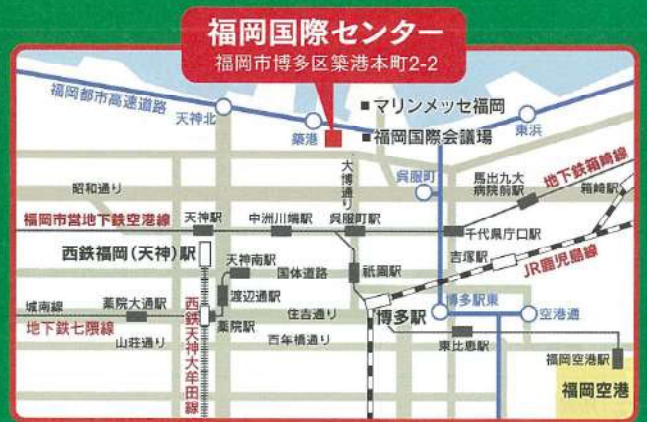 福岡国際センター
福岡市博多区築港本町2-2
福岡都市高速道路
天神北
築港
■マリンメッセ福岡
■福岡国際会議場
東浜
大博通り
呉服町
馬出九大
病院前駅
地下鉄箱崎線
箱崎駅
昭和通り
福岡市営地下鉄空港線
天神駅
中洲川端駅
呉服町駅
千代県庁口駅
西鉄福岡(天神)駅
天神南駅
国体道路
祇園駅
吉塚駅
JR鹿児島線
渡辺通駅
城南線
薬院大通駅
西鉄天神大牟田線
薬院駅
住吉通り
博多駅
博多駅東
空港通
地下鉄七隈線
山荘通り
百年橋通り
東比恵駅
福岡空港駅
福岡空港